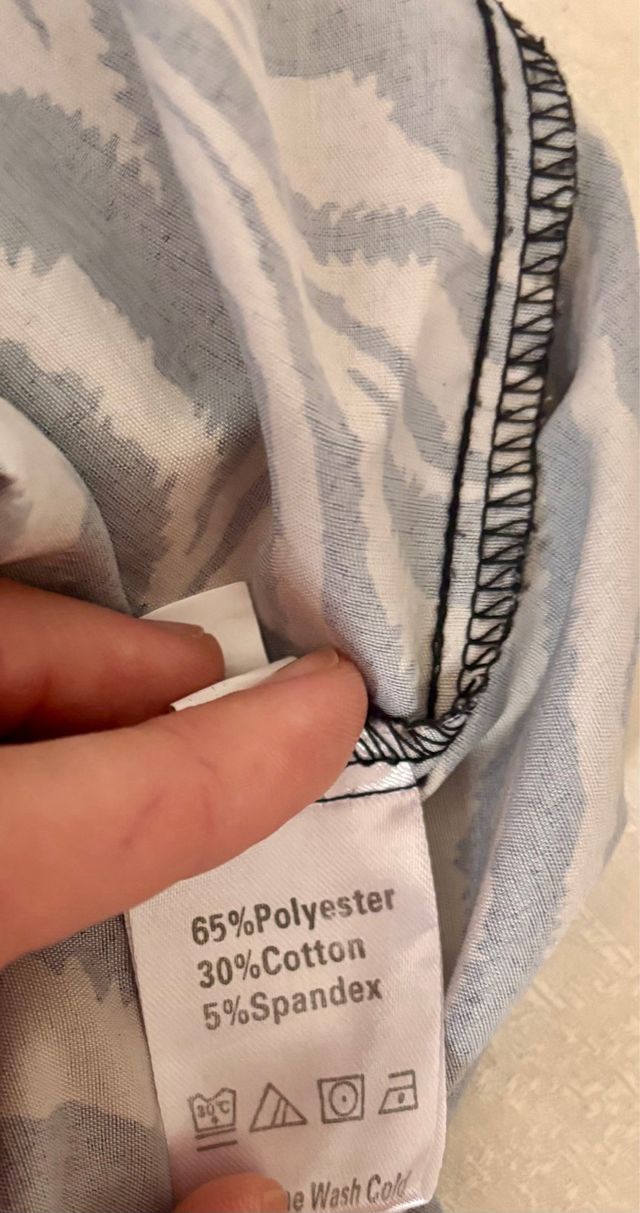 65%Polyester
30%Cotton
5%Spandex
30°C
Wash Cold